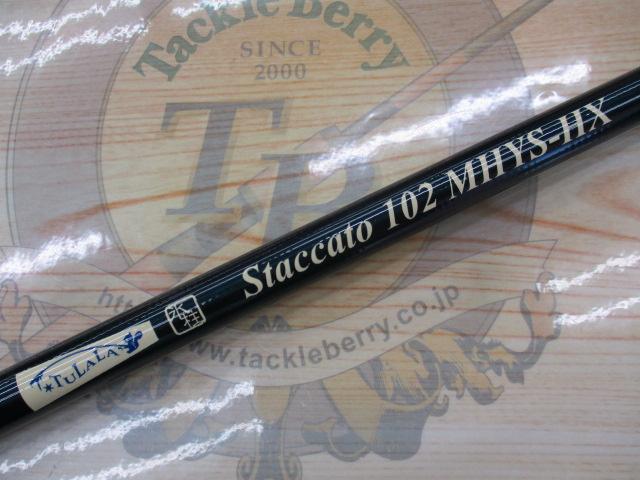 Tackle Berry
SINCE
2000
TB
Staccato 102 MHYS-HX
http
www.tackleberry.co.jp
TULALA